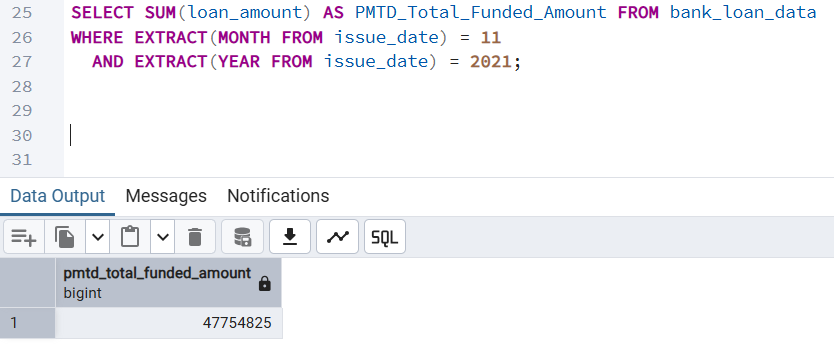 25 SELECT SUM(loan_amount) AS PMTD_Total_Funded_Amount FROM bank_loan_data
26 WHERE EXTRACT(MONTH FROM issue_date) = 11
27 AND EXTRACT(YEAR FROM issue_date) = 2021;
28
29
30
31
Data Output Messages Notifications
SQL
pmtd_total_funded_amount
bigint
1 47754825